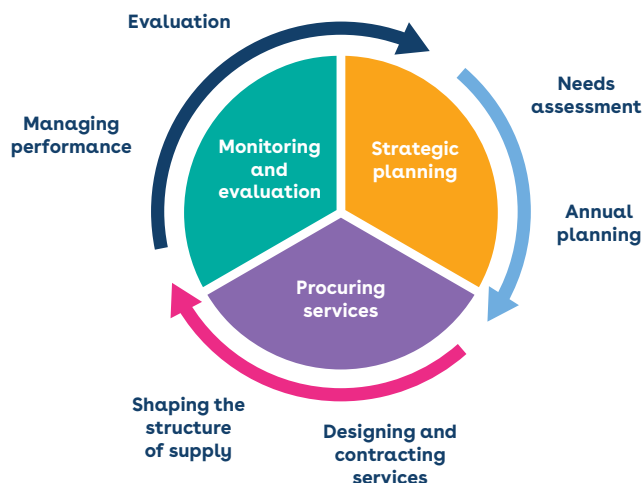 Evaluation
Needs
assessment
Managing
performance
Monitoring
and
evaluation
Strategic
planning
Annual
planning
Procuring
services
Shaping the
structure
of supply
Designing and
contracting
services